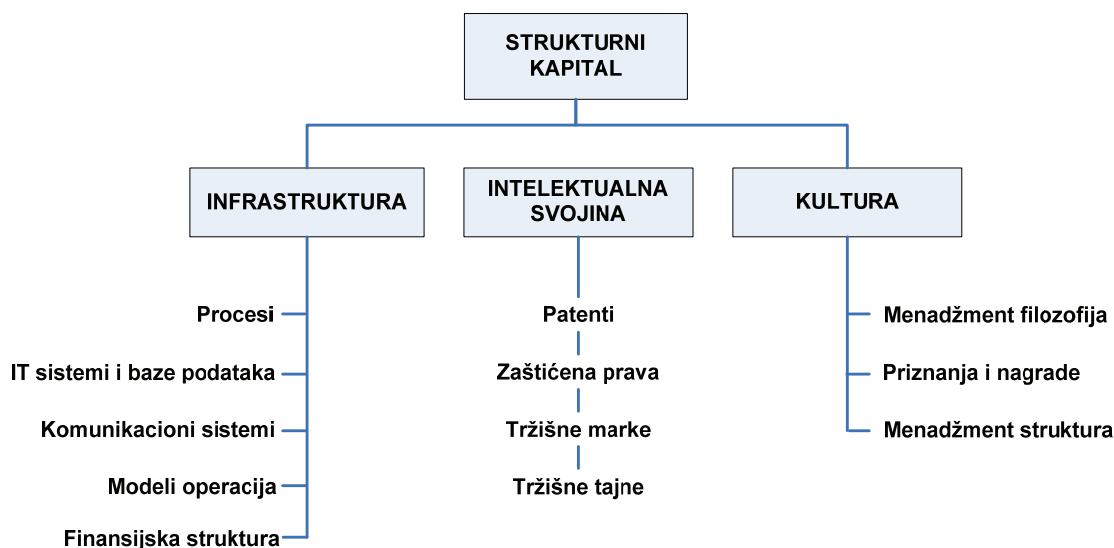 STRUKTURNI
KAPITAL
INFRASTRUKTURA
INTELEKTUALNA
SVOJINA
KULTURA
Procesi
IT sistemi i baze podataka
Komunikacioni sistemi
Modeli operacija
Finansijska struktura
Patenti
Zaštićena prava
Tržišne marke
Tržišne tajne
Menadžment filozofija
Priznanja i nagrade
Menadžment struktura